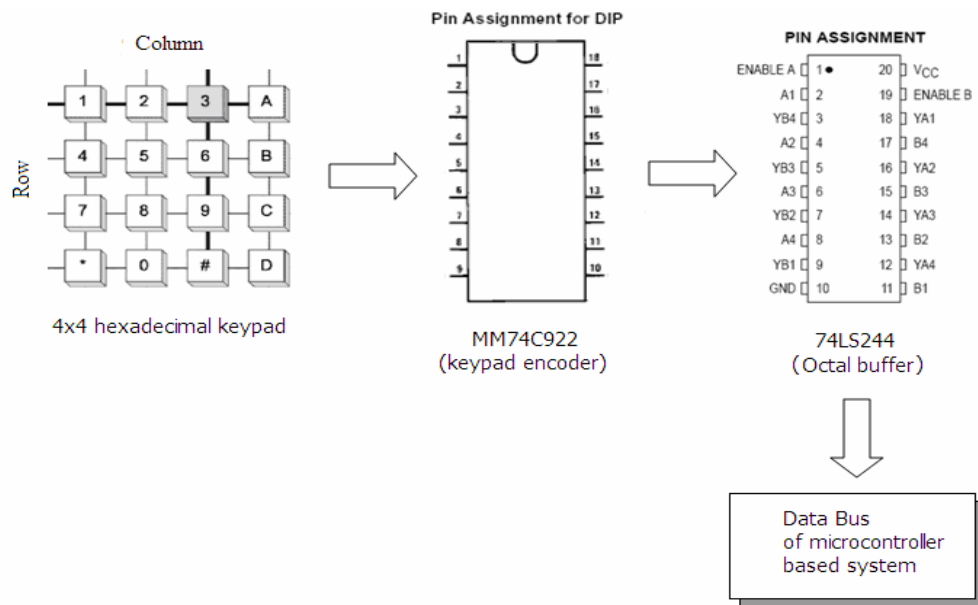 Column
Row
1 2 3 A
4 5 6 B
7 8 9 C
* 0 # D
4x4 hexadecimal keypad
Pin Assignment for DIP
1 18
2 17
3 16
4 15
5 14
6 13
7 12
8 11
9 10
MM74C922
(keypad encoder)
PIN ASSIGNMENT
ENABLE A 1 20 VCC
A1 2 19 ENABLE B
YB4 3 18 YA1
A2 4 17 B4
YB3 5 16 YA2
A3 6 15 B3
YB2 7 14 YA3
A4 8 13 B2
YB1 9 12 YA4
GND 10 11 B1
74LS244
(Octal buffer)
Data Bus
of microcontroller
based system